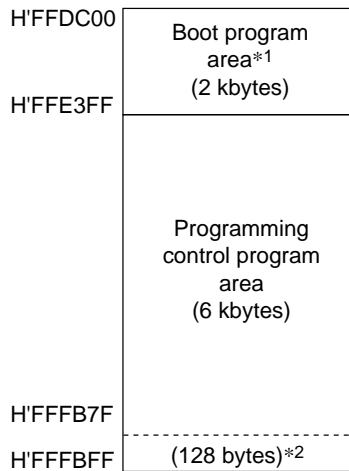 H'FFDC00
Boot program
area*1
(2 kbytes)
H'FFE3FF
Programming
control program
area
(6 kbytes)
H'FFFB7F
(128 bytes)*2
H'FFFBFF